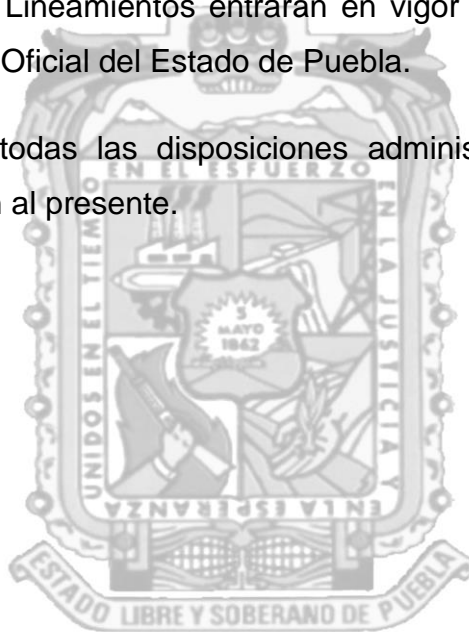 Lineamientos entrarán en vigor
Oficial del Estado de Puebla.
todas las disposiciones adminis
al presente.
EN EL ESFUERZO
EN LA JUSTICIA Y
EN LA ESPERANZA
UNIDOS EN EL TIEMPO
5
MAYO
1862
ESTADO LIBRE Y SOBERANO DE PUEBLA